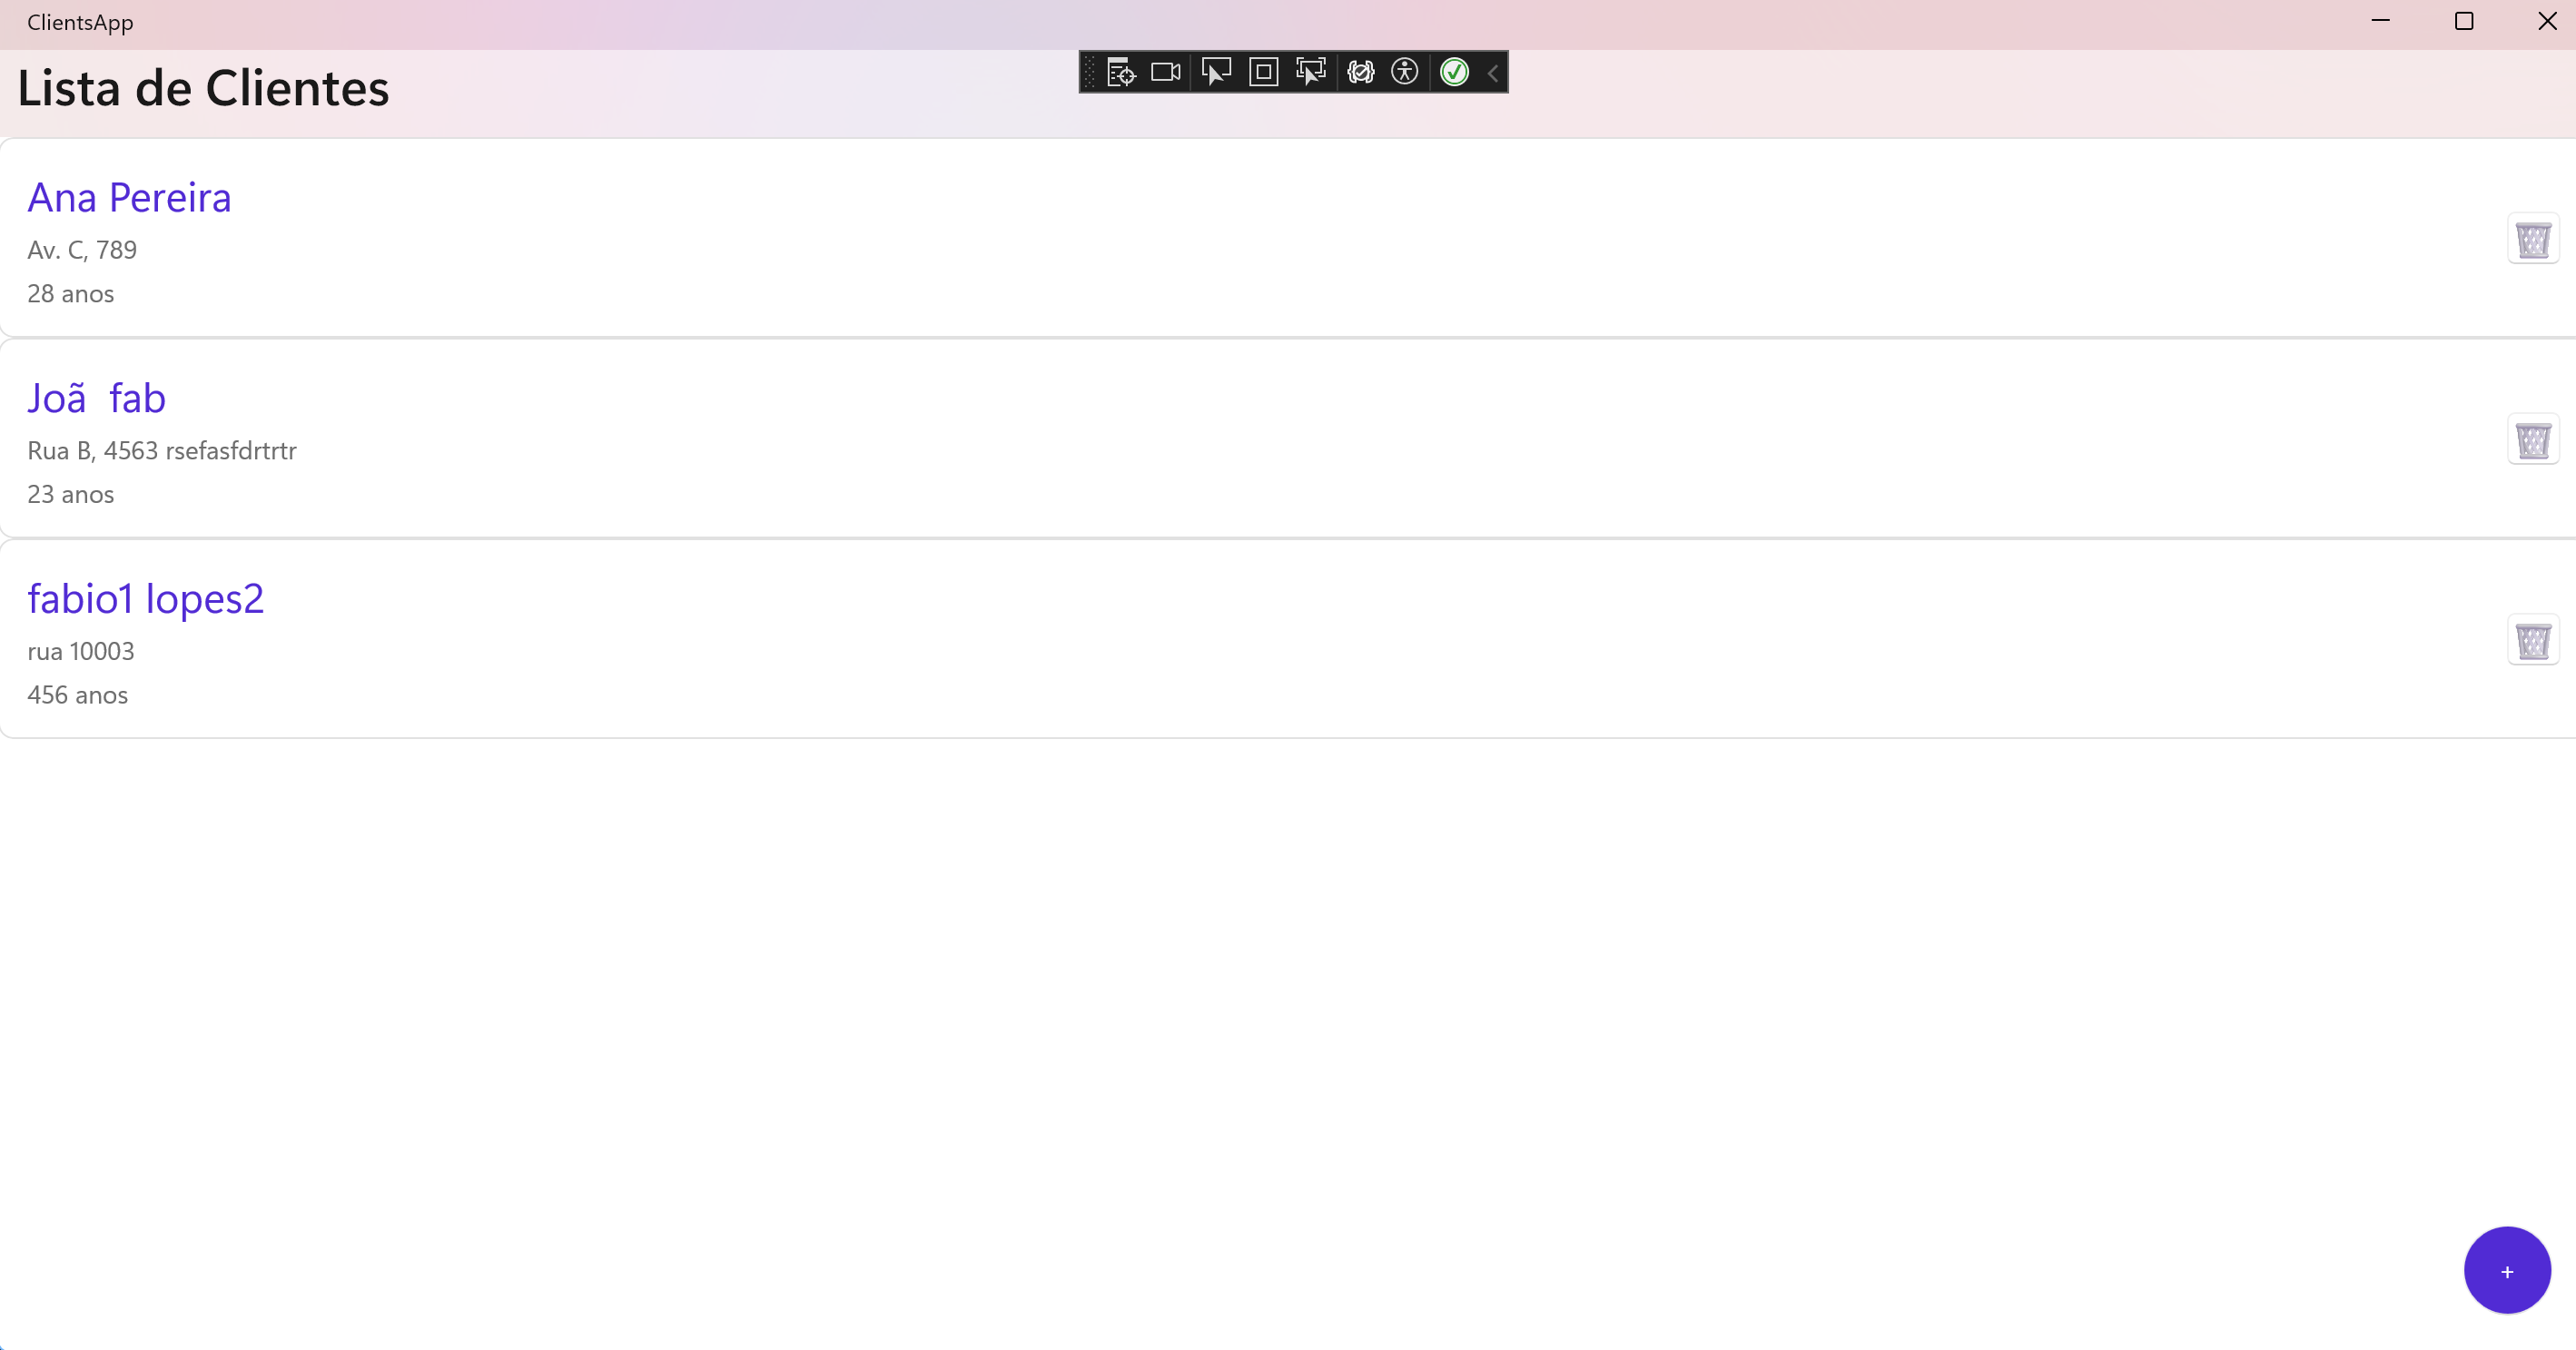 ClientsApp
Lista de Clientes
Ana Pereira
Av. C, 789
28 anos
Joã  fab
Rua B, 4563 rsefasfdrtrtr
23 anos
fabio1 lopes2
rua 10003
456 anos
+